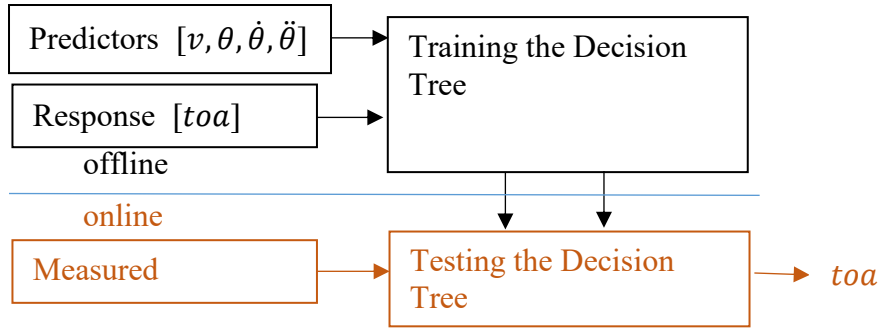 Predictors [𝑣, 𝜃, 𝜃̇, 𝜃̈]
Training the Decision
Tree
Response [𝑡𝑜𝑎]
offline
online
Measured
Testing the Decision
Tree
𝑡𝑜𝑎